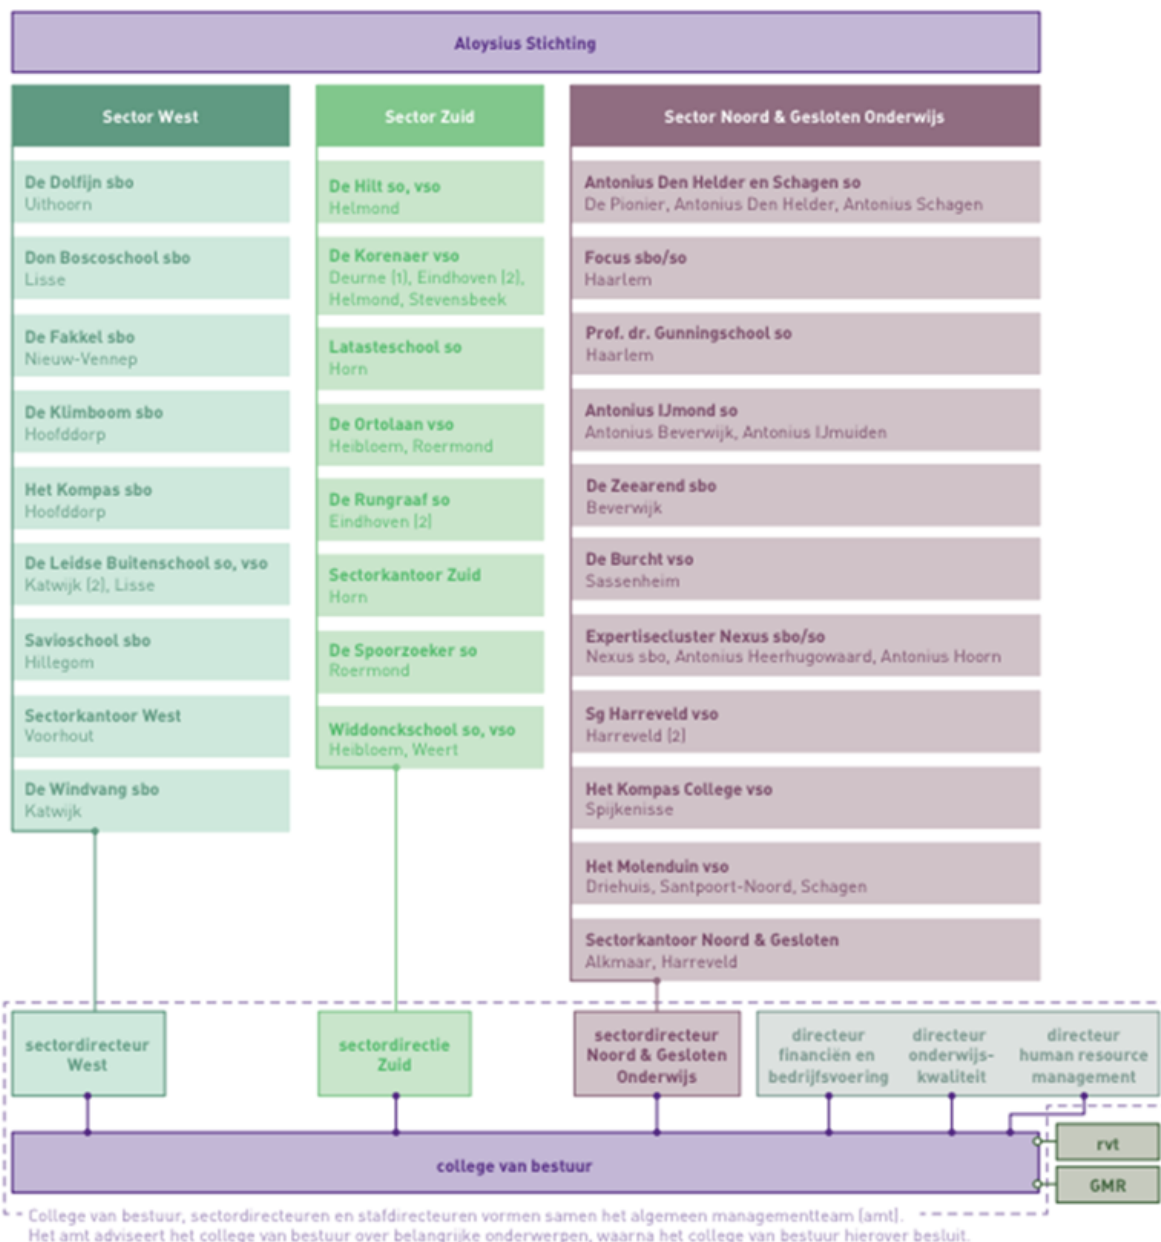 Aloysius Stichting
Sector West
De Dolfijn sbo
Uithoorn
Don Boscoschool sbo
Lisse
De Fakkel sbo
Nieuw-Vennep
De Klimboom sbo
Hoofddorp
Het Kompas sbo
Hoofddorp
De Leidse Buitenschool so, vso
Katwijk (2), Lisse
Savioschool sbo
Hillegom
Sectorkantoor West
Voorhout
De Windvang sbo
Katwijk
Sector Zuid
De Hilt so, vso
Helmond
De Korenaer vso
Deurne (1), Eindhoven (2),
Helmond, Stevensbeek
Latasteschool so
Horn
De Ortolaan vso
Heibloem, Roermond
De Rungraaf so
Eindhoven (2)
Sectorkantoor Zuid
Horn
De Spoorzoeker so
Roermond
Widdonckschool so, vso
Heibloem, Weert
Sector Noord & Gesloten Onderwijs
Antonius Den Helder en Schagen so
De Pionier, Antonius Den Helder, Antonius Schagen
Focus sbo/so
Haarlem
Prof. dr. Gunningschool so
Haarlem
Antonius IJmond so
Antonius Beverwijk, Antonius IJmuiden
De Zeearend sbo
Beverwijk
De Burcht vso
Sassenheim
Expertisecluster Nexus sbo/so
Nexus sbo, Antonius Heerhugowaard, Antonius Hoorn
Sg Harreveld vso
Harreveld (2)
Het Kompas College vso
Spijkenisse
Het Molenduin vso
Driehuis, Santpoort-Noord, Schagen
Sectorkantoor Noord & Gesloten
Alkmaar, Harreveld
sectordirecteur
West
sectordirectie
Zuid
sectordirecteur
Noord & Gesloten
Onderwijs
directeur
financiën en
bedrijfsvoering
directeur
onderwijs-
kwaliteit
directeur
human resource
management
college van bestuur
rvt
GMR
College van bestuur, sectordirecteuren en stafdirecteuren vormen samen het algemeen managementteam (amt).
Het amt adviseert het college van bestuur over belangrijke onderwerpen, waarna het college van bestuur hierover besluit.